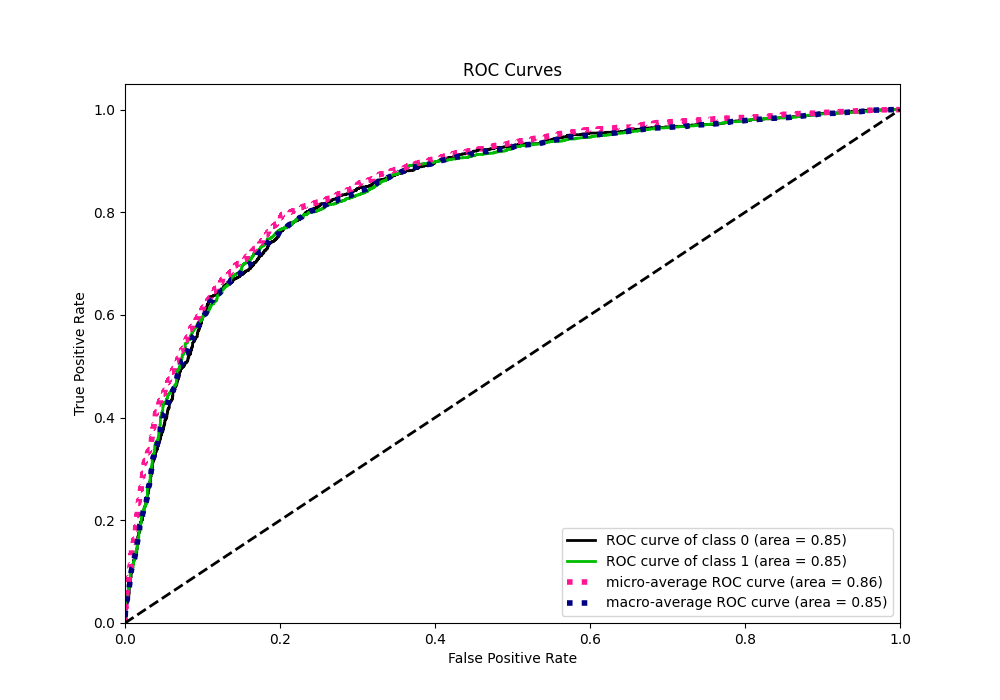 ROC Curves
1.0
0.8
0.6
0.4
0.2
0.0
True Positive Rate
ROC curve of class 0 (area = 0.85)
ROC curve of class 1 (area = 0.85)
micro-average ROC curve (area = 0.86)
macro-average ROC curve (area = 0.85)
0.0 0.2 0.4 0.6 0.8 1.0
False Positive Rate